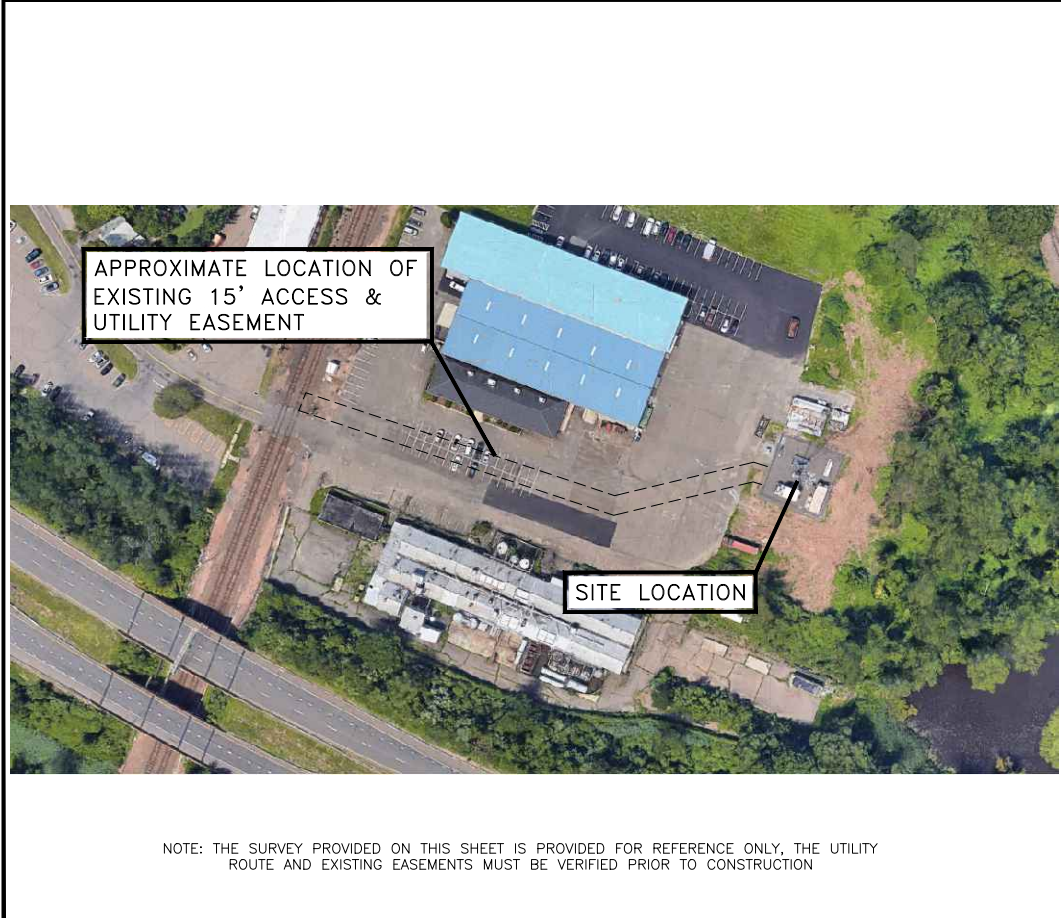 APPROXIMATE LOCATION OF
EXISTING 15' ACCESS &
UTILITY EASEMENT
SITE LOCATION
NOTE: THE SURVEY PROVIDED ON THIS SHEET IS PROVIDED FOR REFERENCE ONLY, THE UTILITY
ROUTE AND EXISTING EASEMENTS MUST BE VERIFIED PRIOR TO CONSTRUCTION